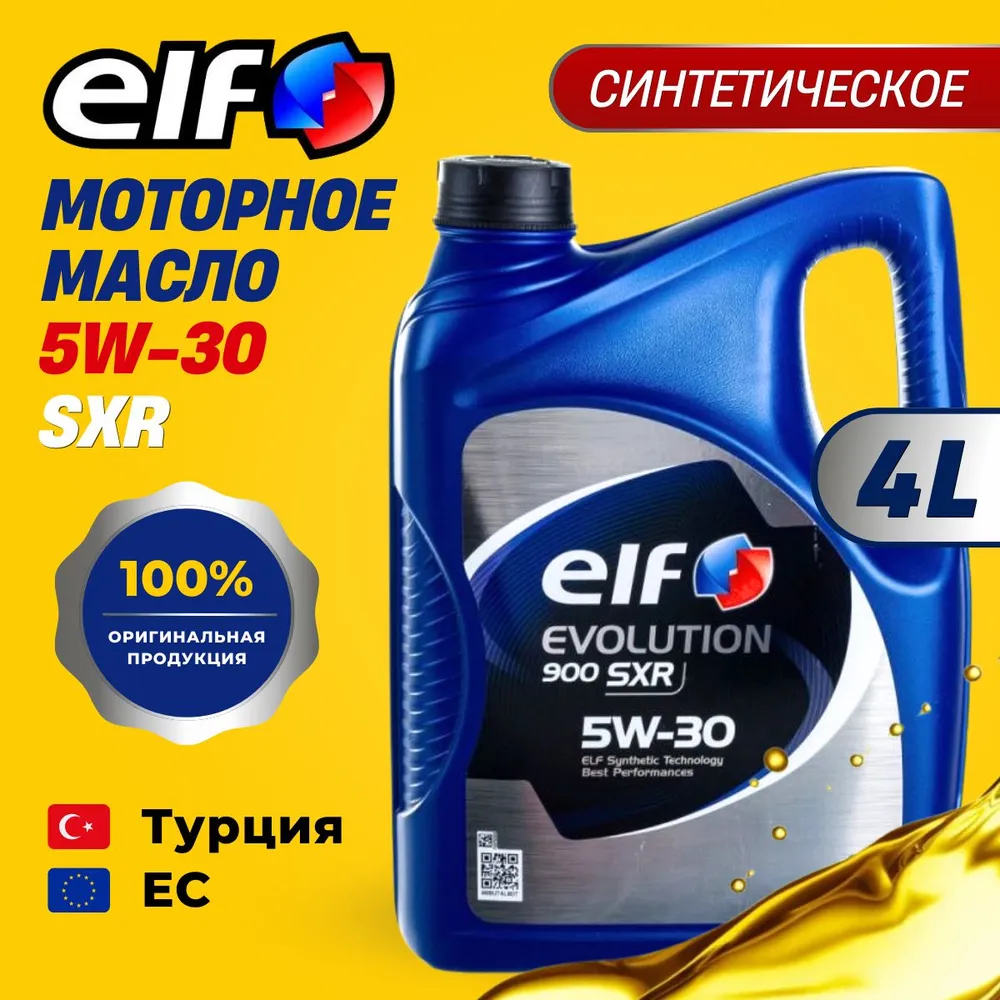 elf
СИНТЕТИЧЕСКОЕ
МОТОРНОЕ
МАСЛО
5W-30
SXR
4L
100%
ОРИГИНАЛЬНАЯ
ПРОДУКЦИЯ
elf
EVOLUTION
900 SXR
5W-30
ELF Synthetic Technology
Best Performances
Турция
ЕС